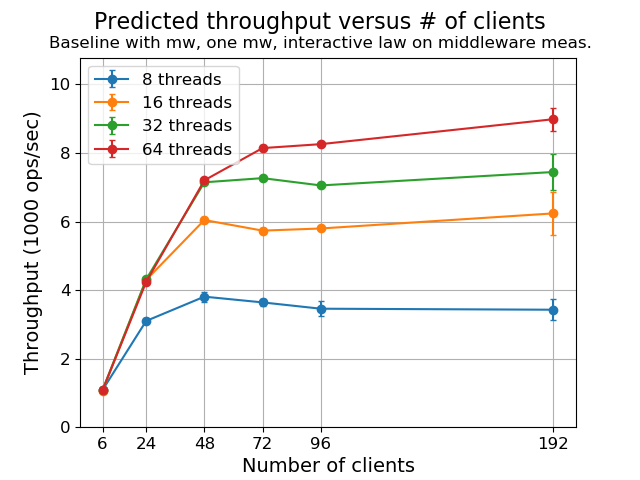 Predicted throughput versus # of clients
Baseline with mw, one mw, interactive law on middleware meas.
8 threads
16 threads
32 threads
64 threads
10
8
6
4
2
0
Throughput (1000 ops/sec)
6 24 48 72 96 192
Number of clients